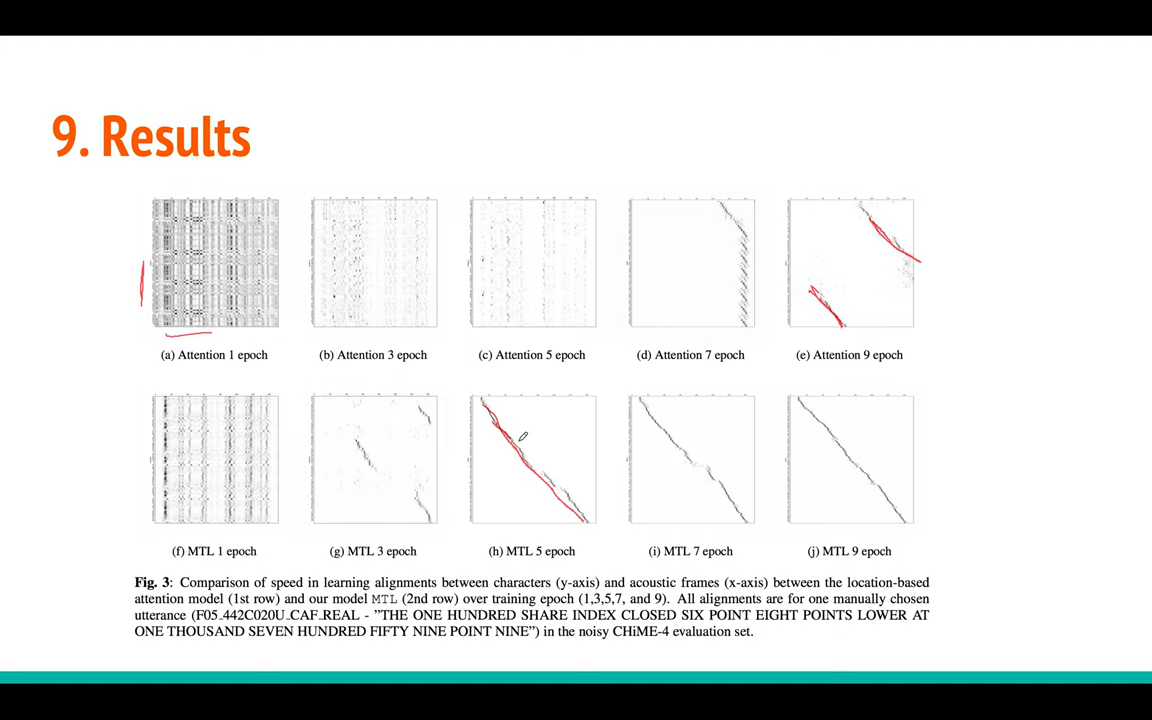 9. Results
(a) Attention 1 epoch
(b) Attention 3 epoch
(c) Attention 5 epoch
(d) Attention 7 epoch
(e) Attention 9 epoch
(f) MTL 1 epoch
(g) MTL 3 epoch
(h) MTL 5 epoch
(i) MTL 7 epoch
(j) MTL 9 epoch
Fig. 3: Comparison of speed in learning alignments between characters (y-axis) and acoustic frames (x-axis) between the location-based
attention model (1st row) and our model MTL (2nd row) over training epoch (1,3,5,7, and 9). All alignments are for one manually chosen
utterance (F05_442C020U_CAF_REAL - ”THE ONE HUNDRED SHARE INDEX CLOSED SIX POINT EIGHT POINTS LOWER AT
ONE THOUSAND SEVEN HUNDRED FIFTY NINE POINT NINE”) in the noisy CHiME-4 evaluation set.